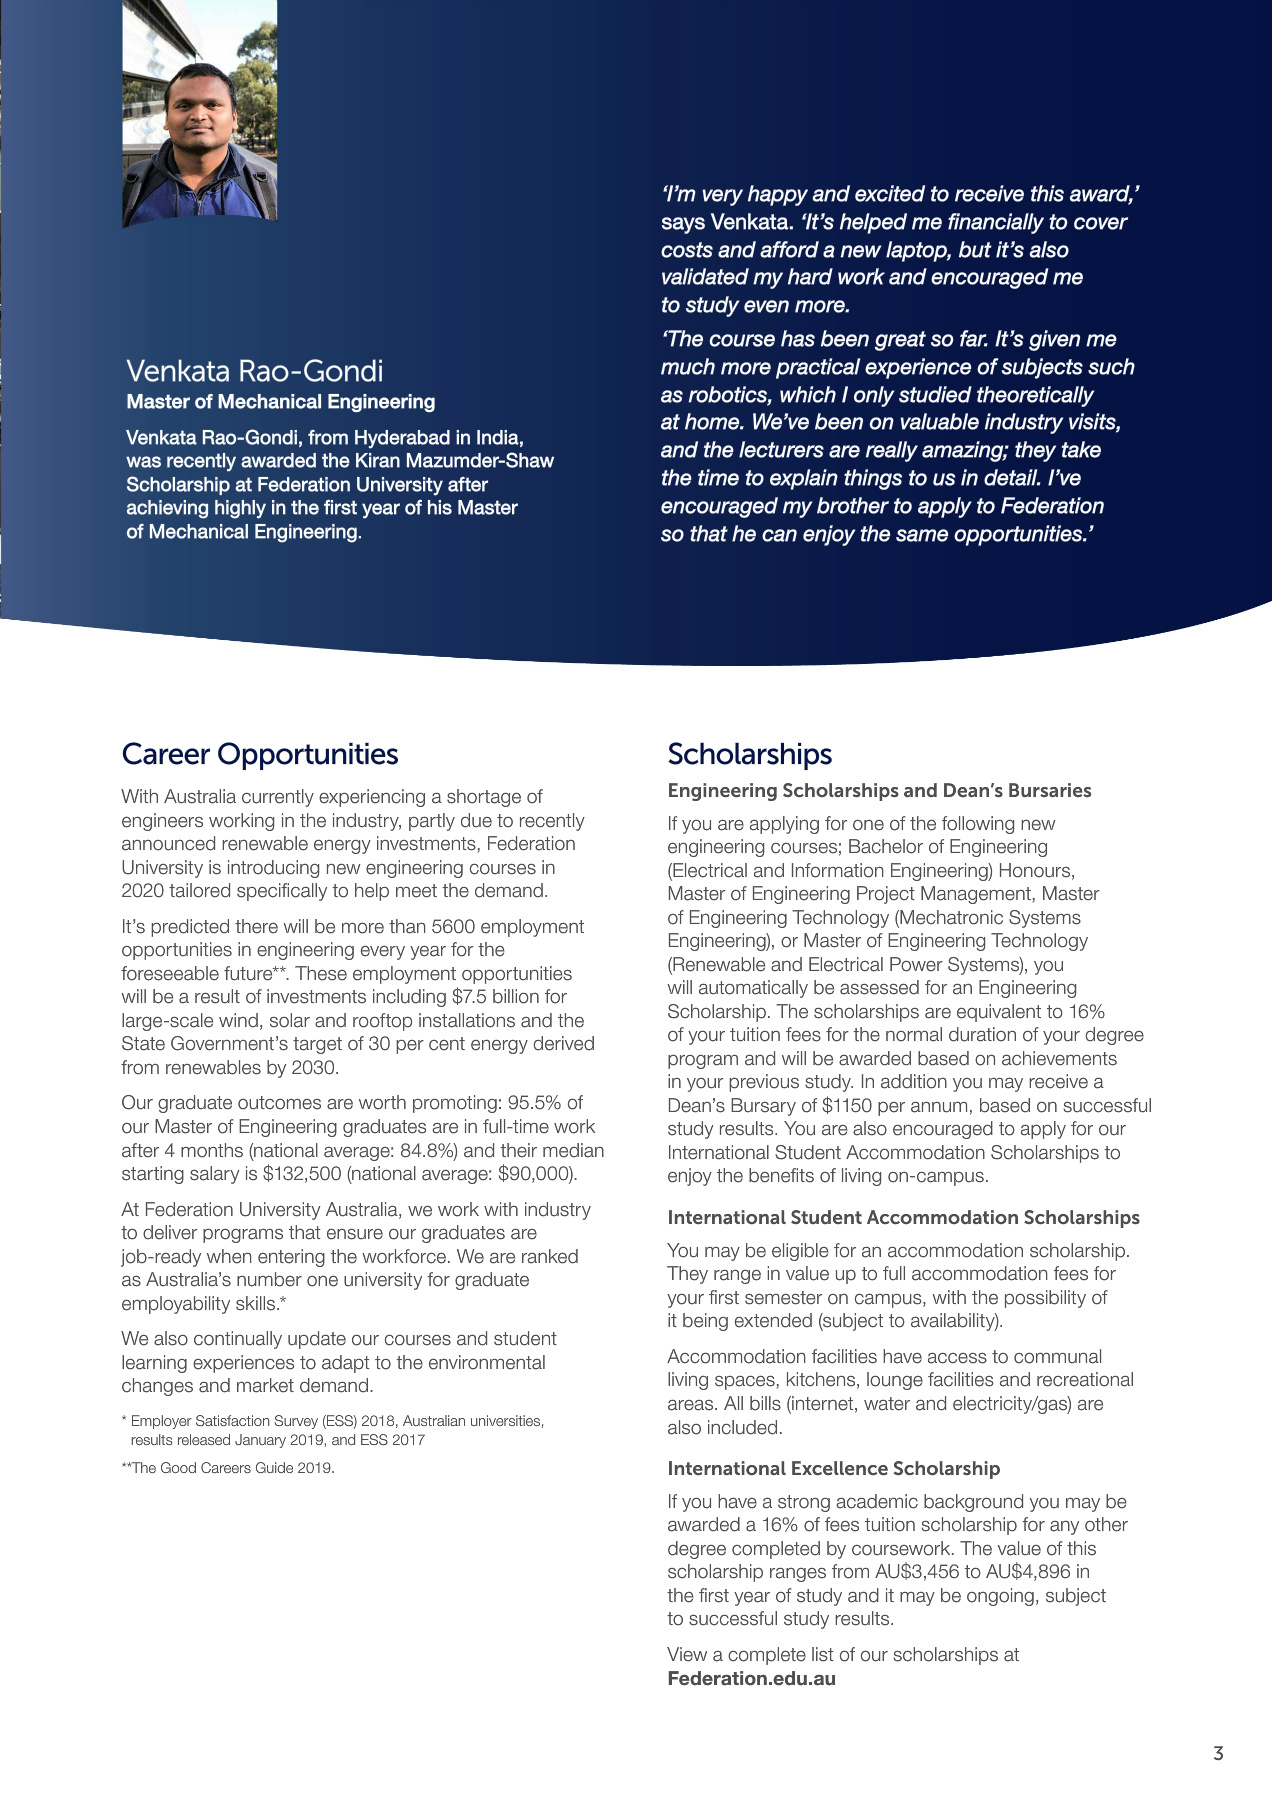 Venkata Rao-Gondi
Master of Mechanical Engineering
Venkata Rao-Gondi, from Hyderabad in India,
was recently awarded the Kiran Mazumder-Shaw
Scholarship at Federation University after
achieving highly in the first year of his Master
of Mechanical Engineering.
‘I’m very happy and excited to receive this award,’
says Venkata. ‘It’s helped me financially to cover
costs and afford a new laptop, but it’s also
validated my hard work and encouraged me
to study even more.
‘The course has been great so far. It’s given me
much more practical experience of subjects such
as robotics, which I only studied theoretically
at home. We’ve been on valuable industry visits,
and the lecturers are really amazing; they take
the time to explain things to us in detail. I’ve
encouraged my brother to apply to Federation
so that he can enjoy the same opportunities.’
Career Opportunities
With Australia currently experiencing a shortage of
engineers working in the industry, partly due to recently
announced renewable energy investments, Federation
University is introducing new engineering courses in
2020 tailored specifically to help meet the demand.
It’s predicted there will be more than 5600 employment
opportunities in engineering every year for the
foreseeable future**. These employment opportunities
will be a result of investments including $7.5 billion for
large-scale wind, solar and rooftop installations and the
State Government’s target of 30 per cent energy derived
from renewables by 2030.
Our graduate outcomes are worth promoting: 95.5% of
our Master of Engineering graduates are in full-time work
after 4 months (national average: 84.8%) and their median
starting salary is $132,500 (national average: $90,000).
At Federation University Australia, we work with industry
to deliver programs that ensure our graduates are
job-ready when entering the workforce. We are ranked
as Australia’s number one university for graduate
employability skills.*
We also continually update our courses and student
learning experiences to adapt to the environmental
changes and market demand.
* Employer Satisfaction Survey (ESS) 2018, Australian universities,
results released January 2019, and ESS 2017
**The Good Careers Guide 2019.
Scholarships
Engineering Scholarships and Dean’s Bursaries
If you are applying for one of the following new
engineering courses; Bachelor of Engineering
(Electrical and Information Engineering) Honours,
Master of Engineering Project Management, Master
of Engineering Technology (Mechatronic Systems
Engineering), or Master of Engineering Technology
(Renewable and Electrical Power Systems), you
will automatically be assessed for an Engineering
Scholarship. The scholarships are equivalent to 16%
of your tuition fees for the normal duration of your degree
program and will be awarded based on achievements
in your previous study. In addition you may receive a
Dean’s Bursary of $1150 per annum, based on successful
study results. You are also encouraged to apply for our
International Student Accommodation Scholarships to
enjoy the benefits of living on-campus.
International Student Accommodation Scholarships
You may be eligible for an accommodation scholarship.
They range in value up to full accommodation fees for
your first semester on campus, with the possibility of
it being extended (subject to availability).
Accommodation facilities have access to communal
living spaces, kitchens, lounge facilities and recreational
areas. All bills (internet, water and electricity/gas) are
also included.
International Excellence Scholarship
If you have a strong academic background you may be
awarded a 16% of fees tuition scholarship for any other
degree completed by coursework. The value of this
scholarship ranges from AU$3,456 to AU$4,896 in
the first year of study and it may be ongoing, subject
to successful study results.
View a complete list of our scholarships at
Federation.edu.au
3